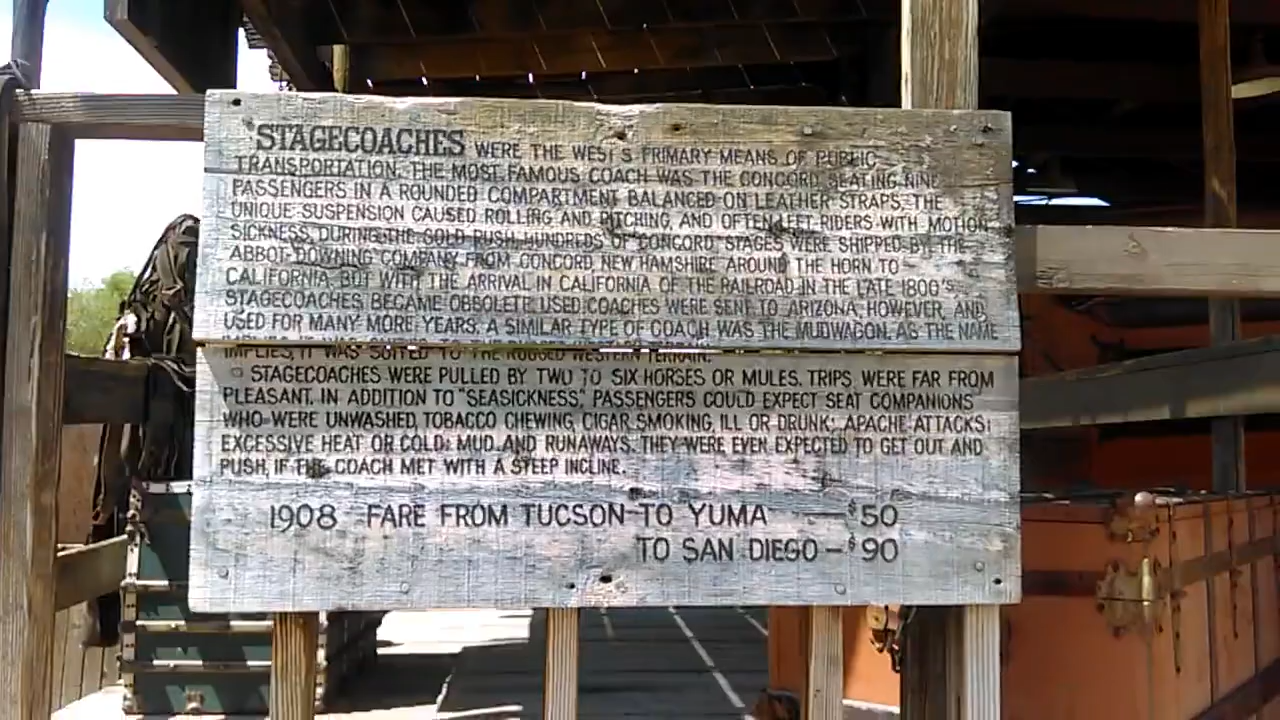 STAGECOACHES WERE THE WEST'S PRIMARY MEANS OF PUBLIC
TRANSPORTATION. THE MOST FAMOUS COACH WAS THE CONCORD, SEATING NINE
PASSENGERS IN A ROUNDED COMPARTMENT BALANCED ON LEATHER STRAPS. THE
UNIQUE SUSPENSION CAUSED ROLLING AND PITCHING, AND OFTEN LEFT RIDERS WITH MOTION
SICKNESS. DURING THE GOLD RUSH, HUNDREDS OF CONCORD STAGES WERE SHIPPED BY THE
ABBOT-DOWNING COMPANY FROM CONCORD, NEW HAMSHIRE AROUND THE HORN TO
CALIFORNIA, BUT WITH THE ARRIVAL IN CALIFORNIA OF THE RAILROAD IN THE LATE 1800'S,
STAGECOACHES BECAME OBSOLETE. USED COACHES WERE SENT TO ARIZONA, HOWEVER, AND
USED FOR MANY MORE YEARS. A SIMILAR TYPE OF COACH WAS THE MUDWAGON. AS THE NAME
IMPLIES, IT WAS SUITED TO THE RUGGED WESTERN TERRAIN.
STAGECOACHES WERE PULLED BY TWO TO SIX HORSES OR MULES. TRIPS WERE FAR FROM
PLEASANT. IN ADDITION TO "SEASICKNESS," PASSENGERS COULD EXPECT SEAT COMPANIONS
WHO WERE UNWASHED, TOBACCO CHEWING, CIGAR SMOKING, ILL OR DRUNK; APACHE ATTACKS;
EXCESSIVE HEAT OR COLD; MUD AND RUNAWAYS. THEY WERE EVEN EXPECTED TO GET OUT AND
PUSH, IF THE COACH MET WITH A STEEP INCLINE.
1908 FARE FROM TUCSON TO YUMA — $50
TO SAN DIEGO – $90